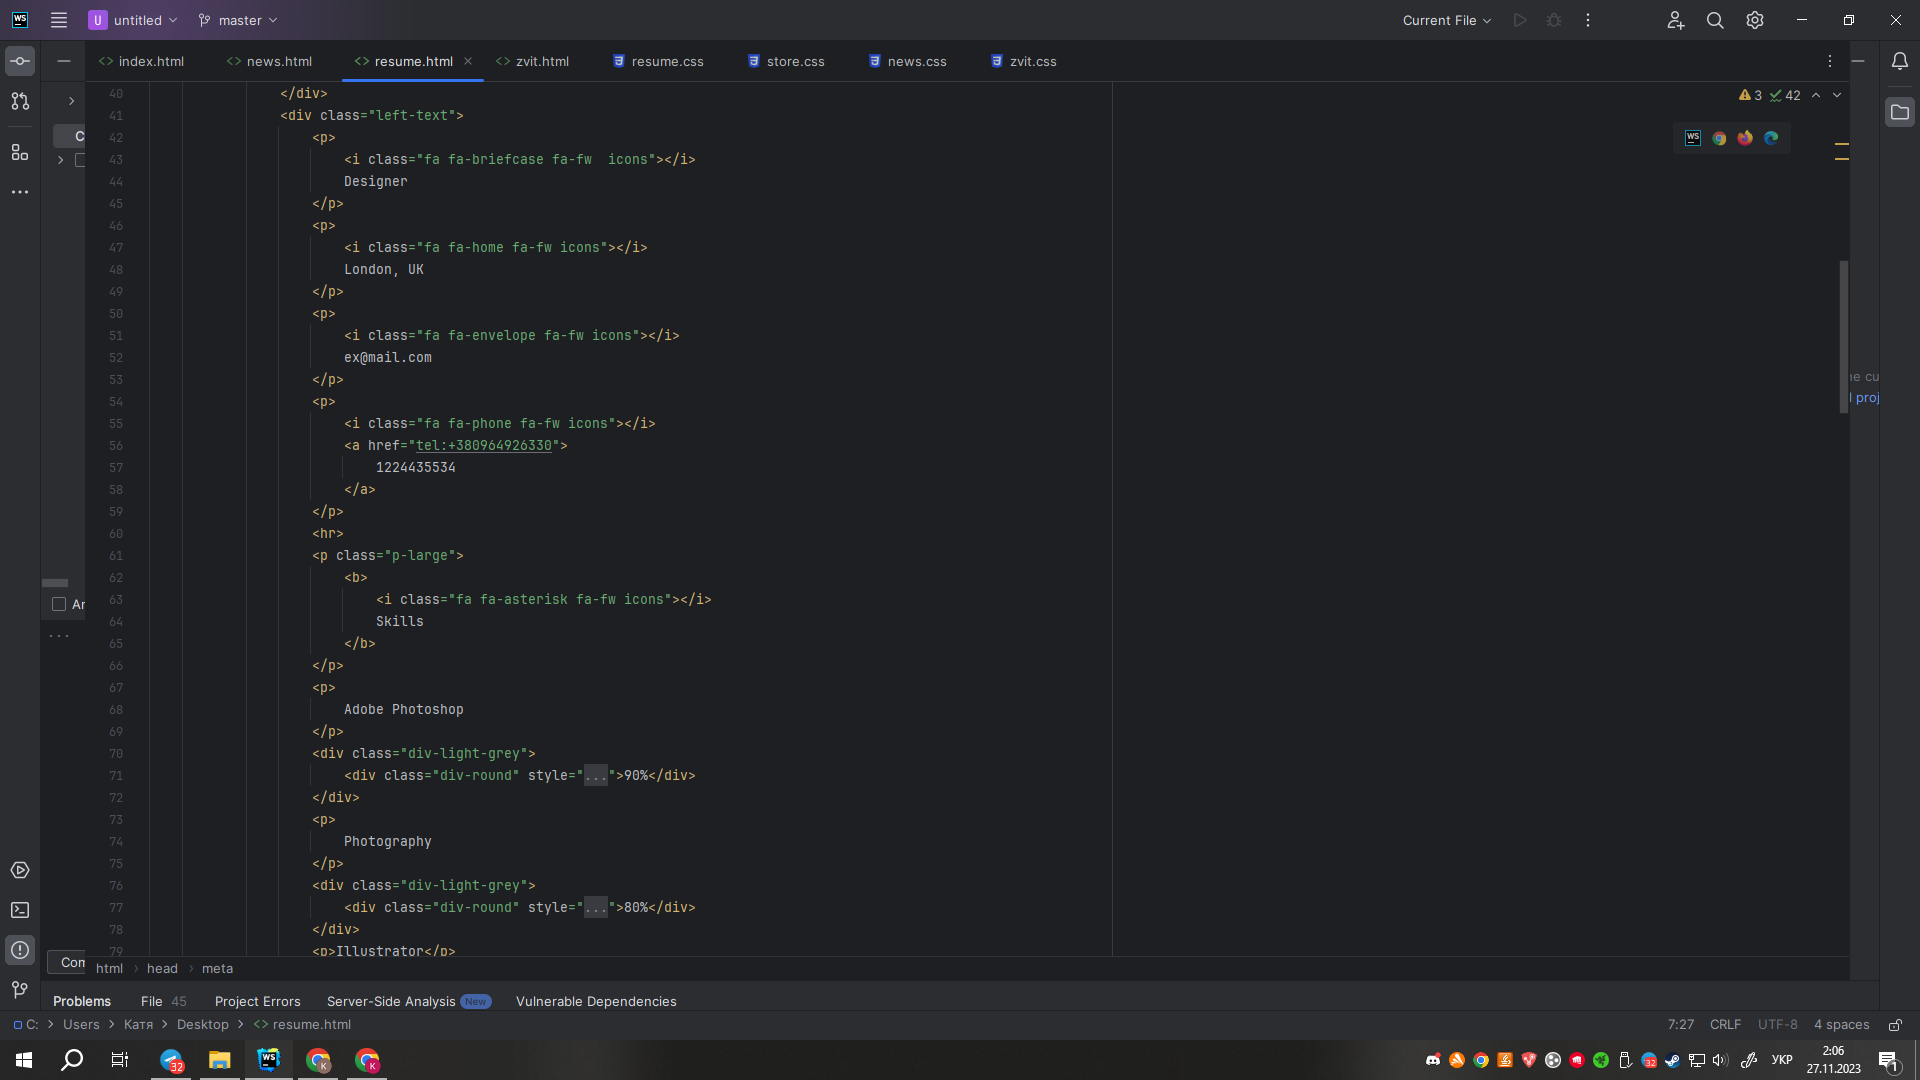 WS
U untitled master
Current File
index.html news.html resume.html zvit.html resume.css store.css news.css zvit.css
3 42
40 </div>
41 <div class="left-text">
42 <p>
43 <i class="fa fa-briefcase fa-fw  icons"></i>
44 Designer
45 </p>
46 <p>
47 <i class="fa fa-home fa-fw icons"></i>
48 London, UK
49 </p>
50 <p>
51 <i class="fa fa-envelope fa-fw icons"></i>
52 ex@mail.com
53 </p>
54 <p>
55 <i class="fa fa-phone fa-fw icons"></i>
56 <a href="tel:+380964926330">
57 1224435534
58 </a>
59 </p>
60 <hr>
61 <p class="p-large">
62 <b>
63 <i class="fa fa-asterisk fa-fw icons"></i>
64 Skills
65 </b>
66 </p>
67 <p>
68 Adobe Photoshop
69 </p>
70 <div class="div-light-grey">
71 <div class="div-round" style="...">90%</div>
72 </div>
73 <p>
74 Photography
75 </p>
76 <div class="div-light-grey">
77 <div class="div-round" style="...">80%</div>
78 </div>
79 <p>Illustrator</p>
html head meta
Problems File 45 Project Errors Server-Side Analysis New Vulnerable Dependencies
C: Users Катя Desktop resume.html
7:27 CRLF UTF-8 4 spaces
УКР
2:06
27.11.2023